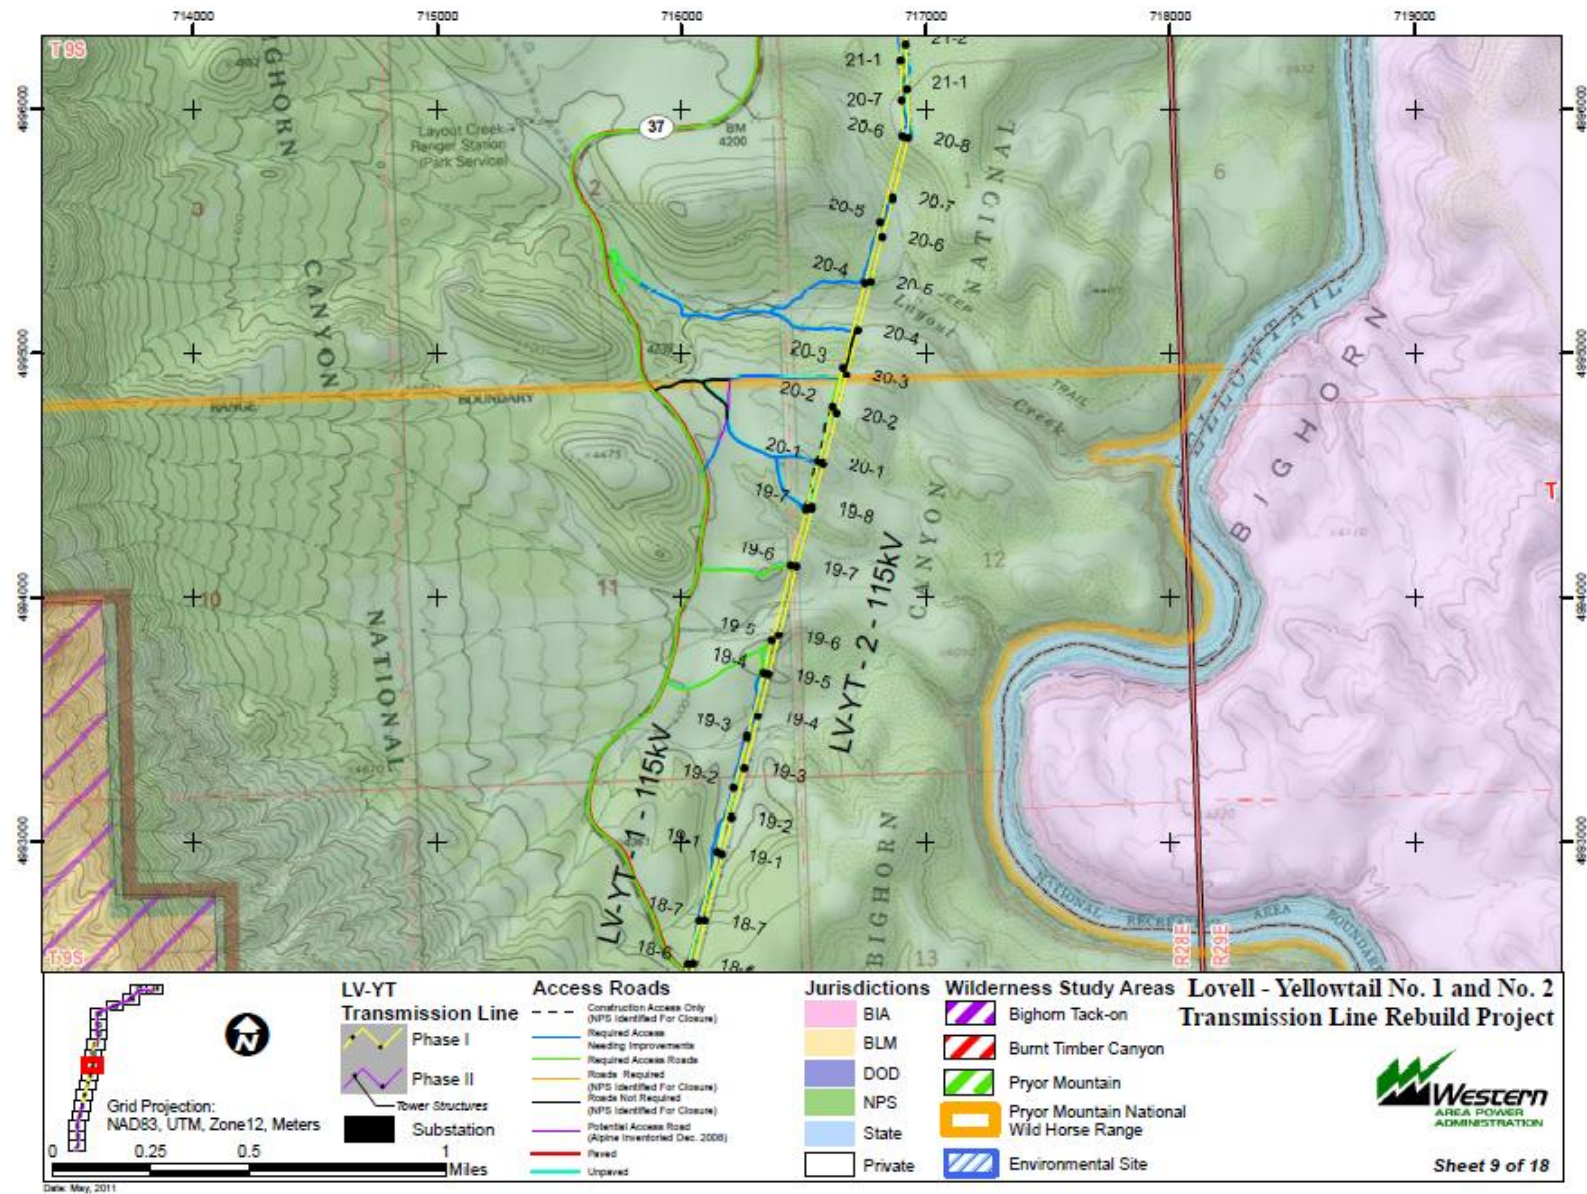 714000 715000 716000 717000 718000 719000
T 9S
4996000
4995000
4994000
4993000
IGHORN
CANYON
NATIONAL
Layout Creek
Ranger Station
(Park Service)
37
BM
4200
21-2
21-1
21-1
20-7
20-6
20-8
20-5
20-7
20-6
20-4
20-5
20-4
20-3
20-3
20-2
20-2
20-1
20-1
19-7
19-8
19-6
19-7
19-5
19-6
19-4
19-5
19-3
19-4
19-2
19-3
19-2
19-1
19-1
18-7
18-7
18-6
NATIONAL
CANYON
BIGHORN
JEEP
TRAIL
Layout
Creek
RANGE BOUNDARY
4475
2
1
6
3
10
11
12
13
LV-YT - 1 - 115kV
LV-YT - 2 - 115kV
YELLOWTAIL
BIGHORN
NATIONAL RECREATION AREA BOUNDARY
R28E
R29E
T
T 9S
Grid Projection:
NAD83, UTM, Zone12, Meters
0 0.25 0.5 1
Miles
Date: May, 2011
N
LV-YT
Transmission Line
Phase I
Phase II
Tower Structures
Substation
Access Roads
Construction Access Only
(NPS Identified For Closure)
Required Access
Needing Improvements
Required Access Roads
Roads Required
(NPS Identified For Closure)
Roads Not Required
(NPS Identified For Closure)
Potential Access Road
(Alpine Inventoried Dec. 2008)
Paved
Unpaved
Jurisdictions
BIA
BLM
DOD
NPS
State
Private
Wilderness Study Areas
Bighorn Tack-on
Burnt Timber Canyon
Pryor Mountain
Pryor Mountain National
Wild Horse Range
Environmental Site
Lovell - Yellowtail No. 1 and No. 2
Transmission Line Rebuild Project
Western
AREA POWER
ADMINISTRATION
Sheet 9 of 18